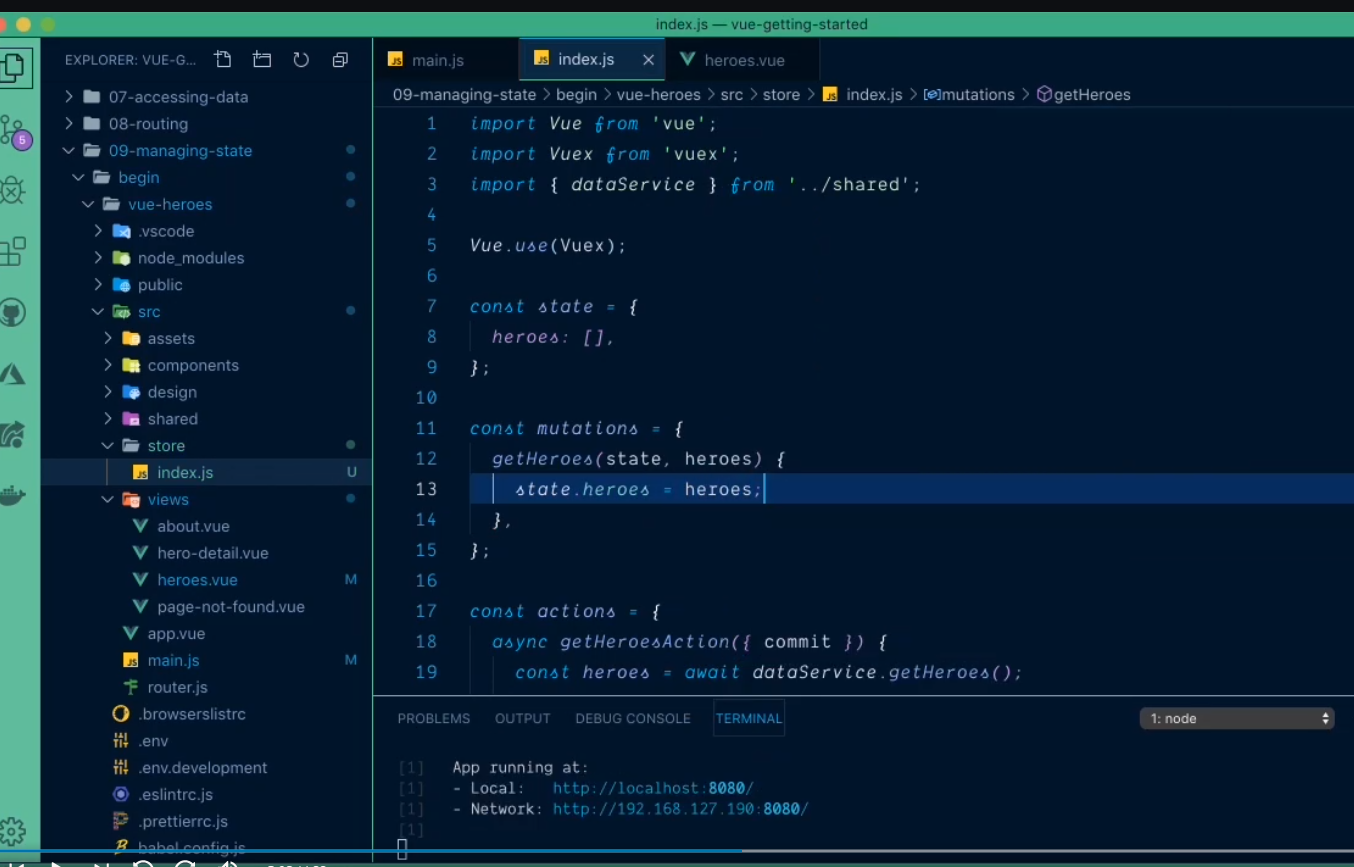 index.js — vue-getting-started
EXPLORER: VUE-G...
07-accessing-data
08-routing
09-managing-state
begin
vue-heroes
.vscode
node_modules
public
src
assets
components
design
shared
store
index.js U
views
about.vue
hero-detail.vue
heroes.vue M
page-not-found.vue
app.vue
main.js M
router.js
.browserslistrc
.env
.env.development
.eslintrc.js
.prettierrc.js
babel.config.js
5
JS main.js
JS index.js ×
heroes.vue
09-managing-state > begin > vue-heroes > src > store > JS index.js > mutations > getHeroes
1 import Vue from 'vue';
2 import Vuex from 'vuex';
3 import { dataService } from '../shared';
4
5 Vue.use(Vuex);
6
7 const state = {
8 heroes: [],
9 };
10
11 const mutations = {
12 getHeroes(state, heroes) {
13 state.heroes = heroes;
14 },
15 };
16
17 const actions = {
18 async getHeroesAction({ commit }) {
19 const heroes = await dataService.getHeroes();
PROBLEMS OUTPUT DEBUG CONSOLE TERMINAL 1: node
[1] App running at:
[1] - Local: http://localhost:8080/
[1] - Network: http://192.168.127.190:8080/
[1]